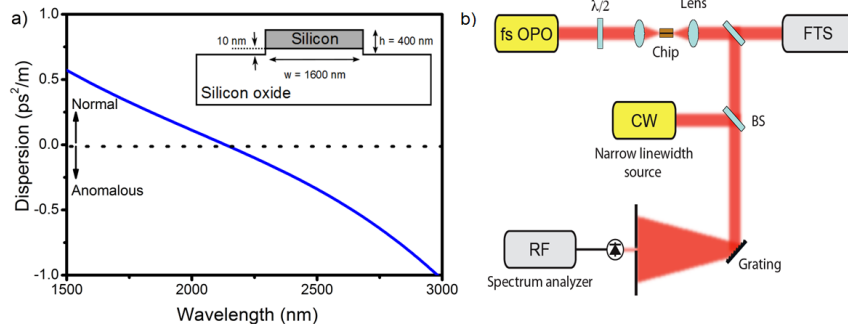 a)
Dispersion (ps²/m)
1.0
0.5
0.0
-0.5
-1.0
Normal
Anomalous
10 nm
Silicon
h = 400 nm
w = 1600 nm
Silicon oxide
1500 2000 2500 3000
Wavelength (nm)
b)
fs OPO
λ/2
Chip
Lens
FTS
CW
BS
Narrow linewidth
source
RF
Spectrum analyzer
Grating